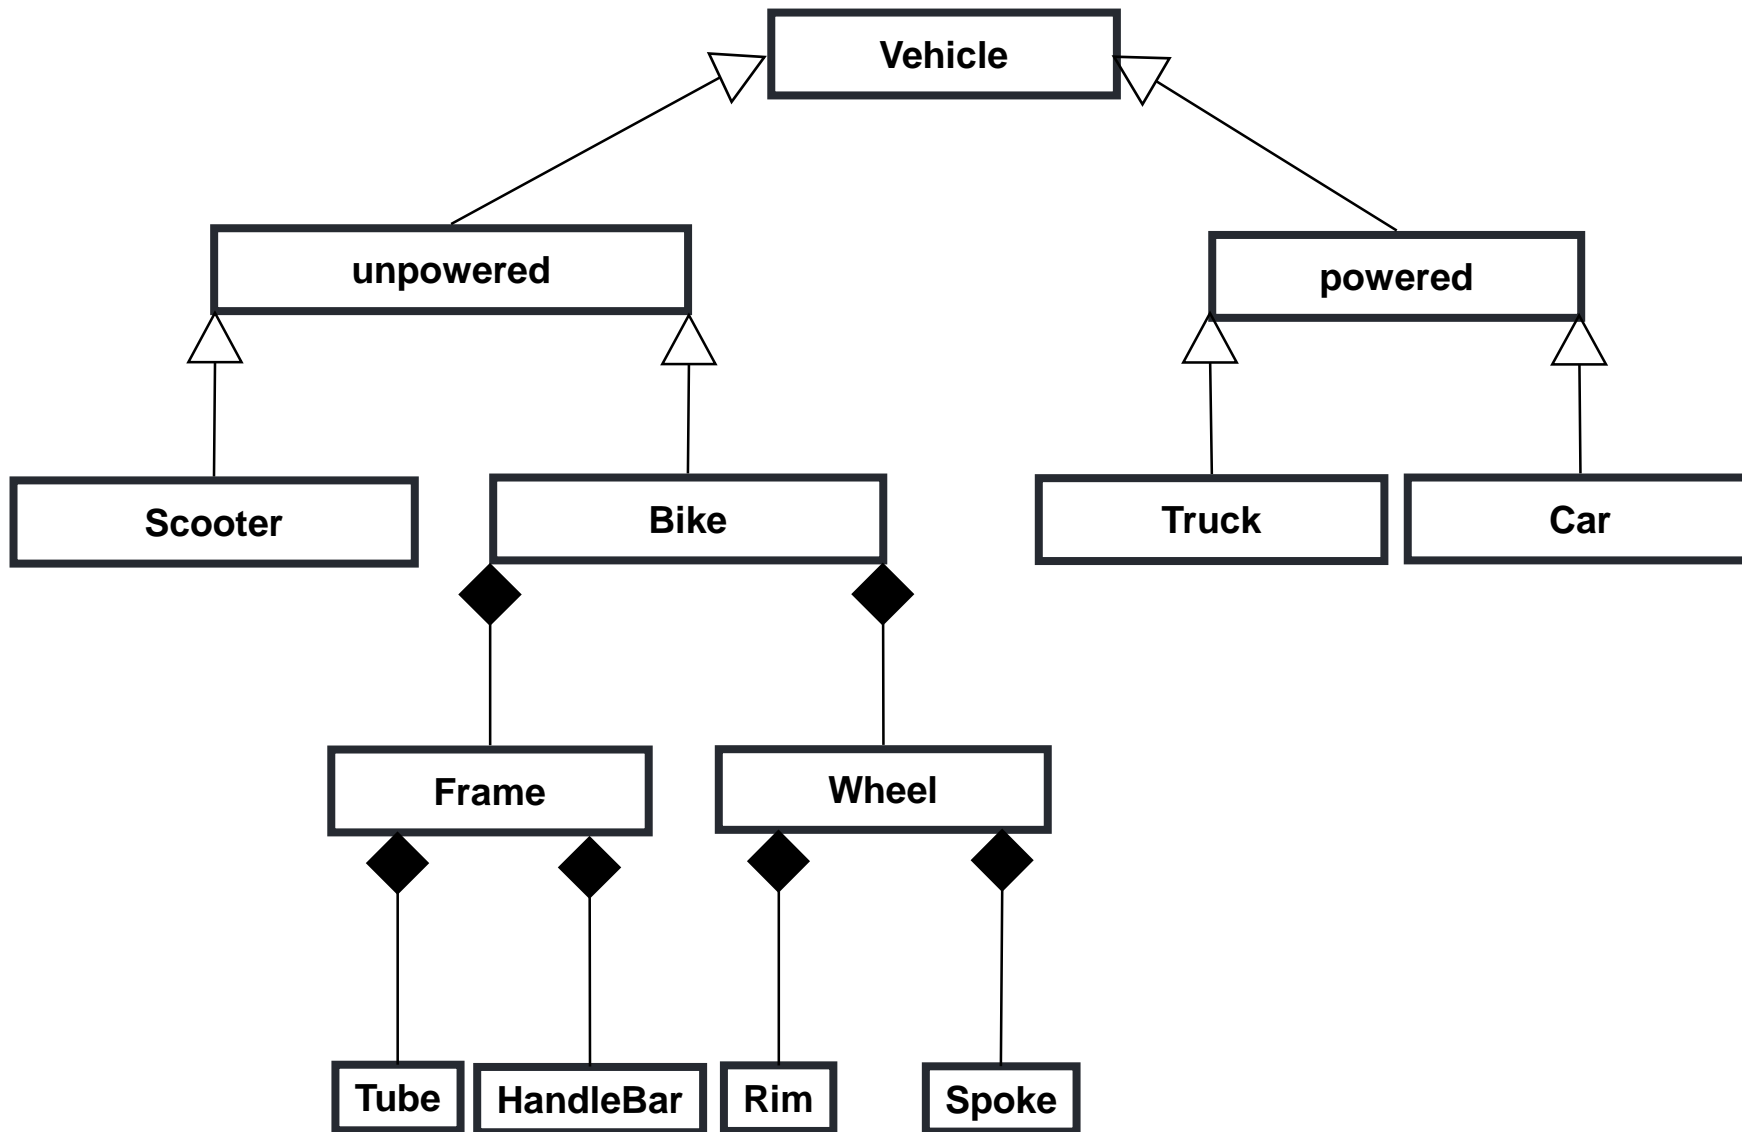 Vehicle
unpowered
powered
Scooter
Bike
Truck
Car
Frame
Wheel
Tube
HandleBar
Rim
Spoke